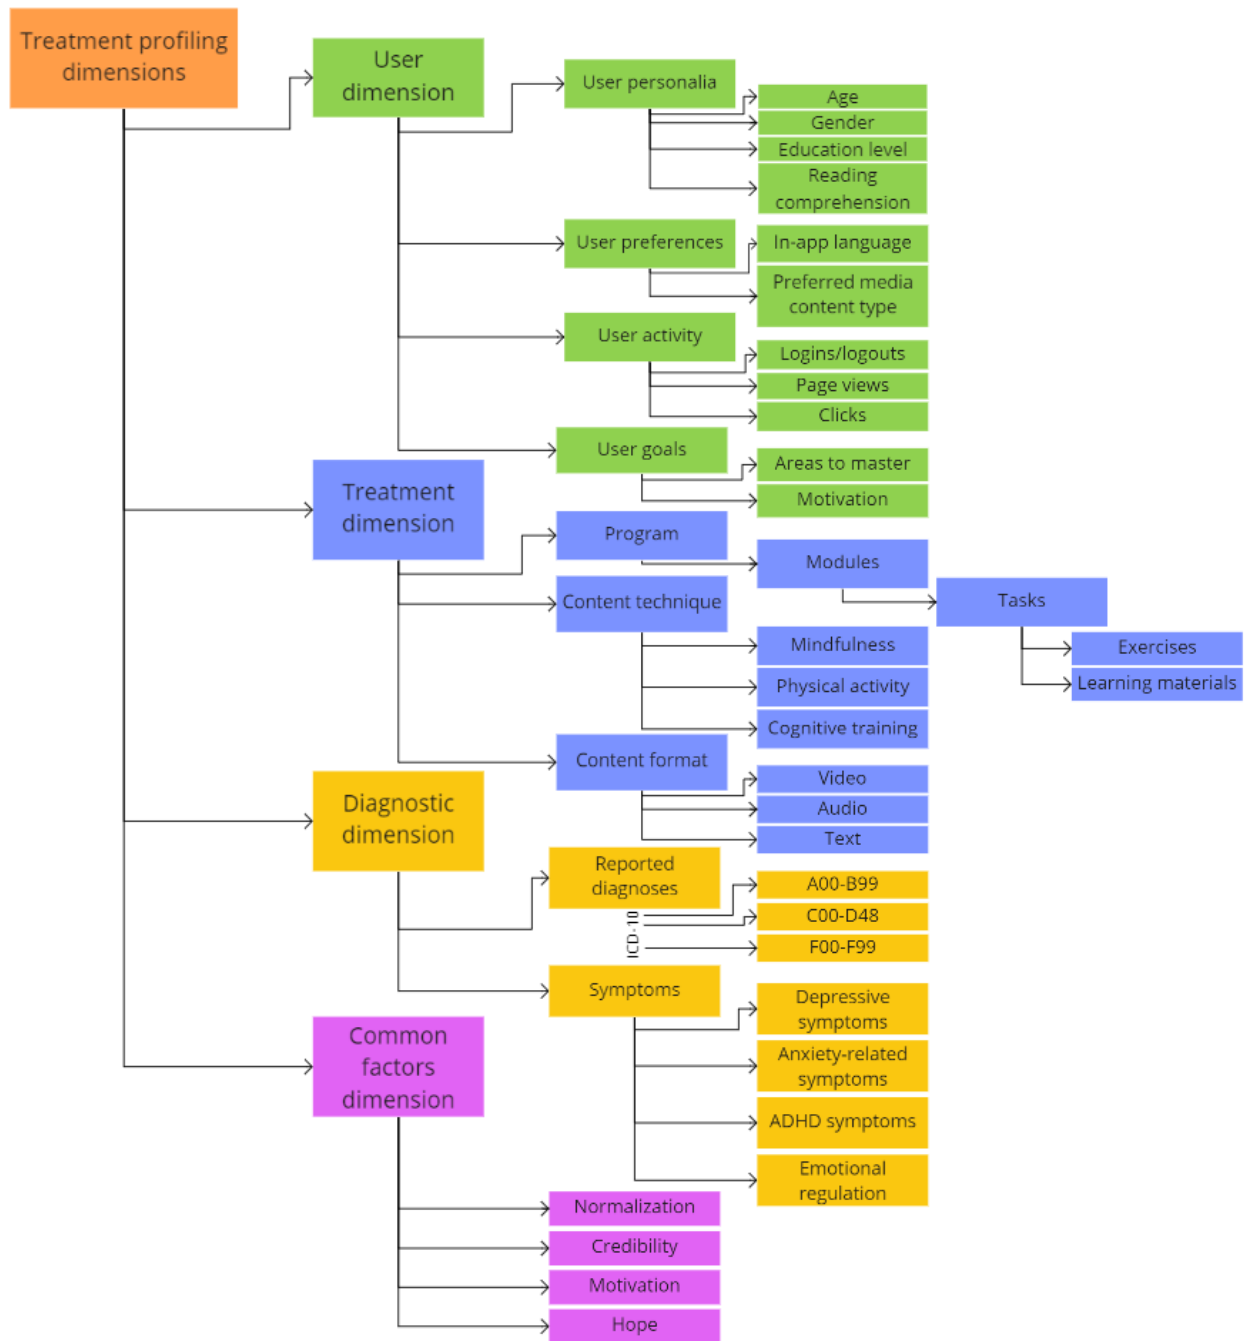 Treatment profiling
dimensions
User
dimension
User personalia
Age
Gender
Education level
Reading
comprehension
User preferences
In-app language
Preferred media
content type
User activity
Logins/logouts
Page views
Clicks
User goals
Areas to master
Motivation
Treatment
dimension
Program
Modules
Tasks
Exercises
Learning materials
Content technique
Mindfulness
Physical activity
Cognitive training
Content format
Video
Audio
Text
Diagnostic
dimension
Reported
diagnoses
ICD-10
A00-B99
C00-D48
F00-F99
Symptoms
Depressive
symptoms
Anxiety-related
symptoms
ADHD symptoms
Emotional
regulation
Common
factors
dimension
Normalization
Credibility
Motivation
Hope